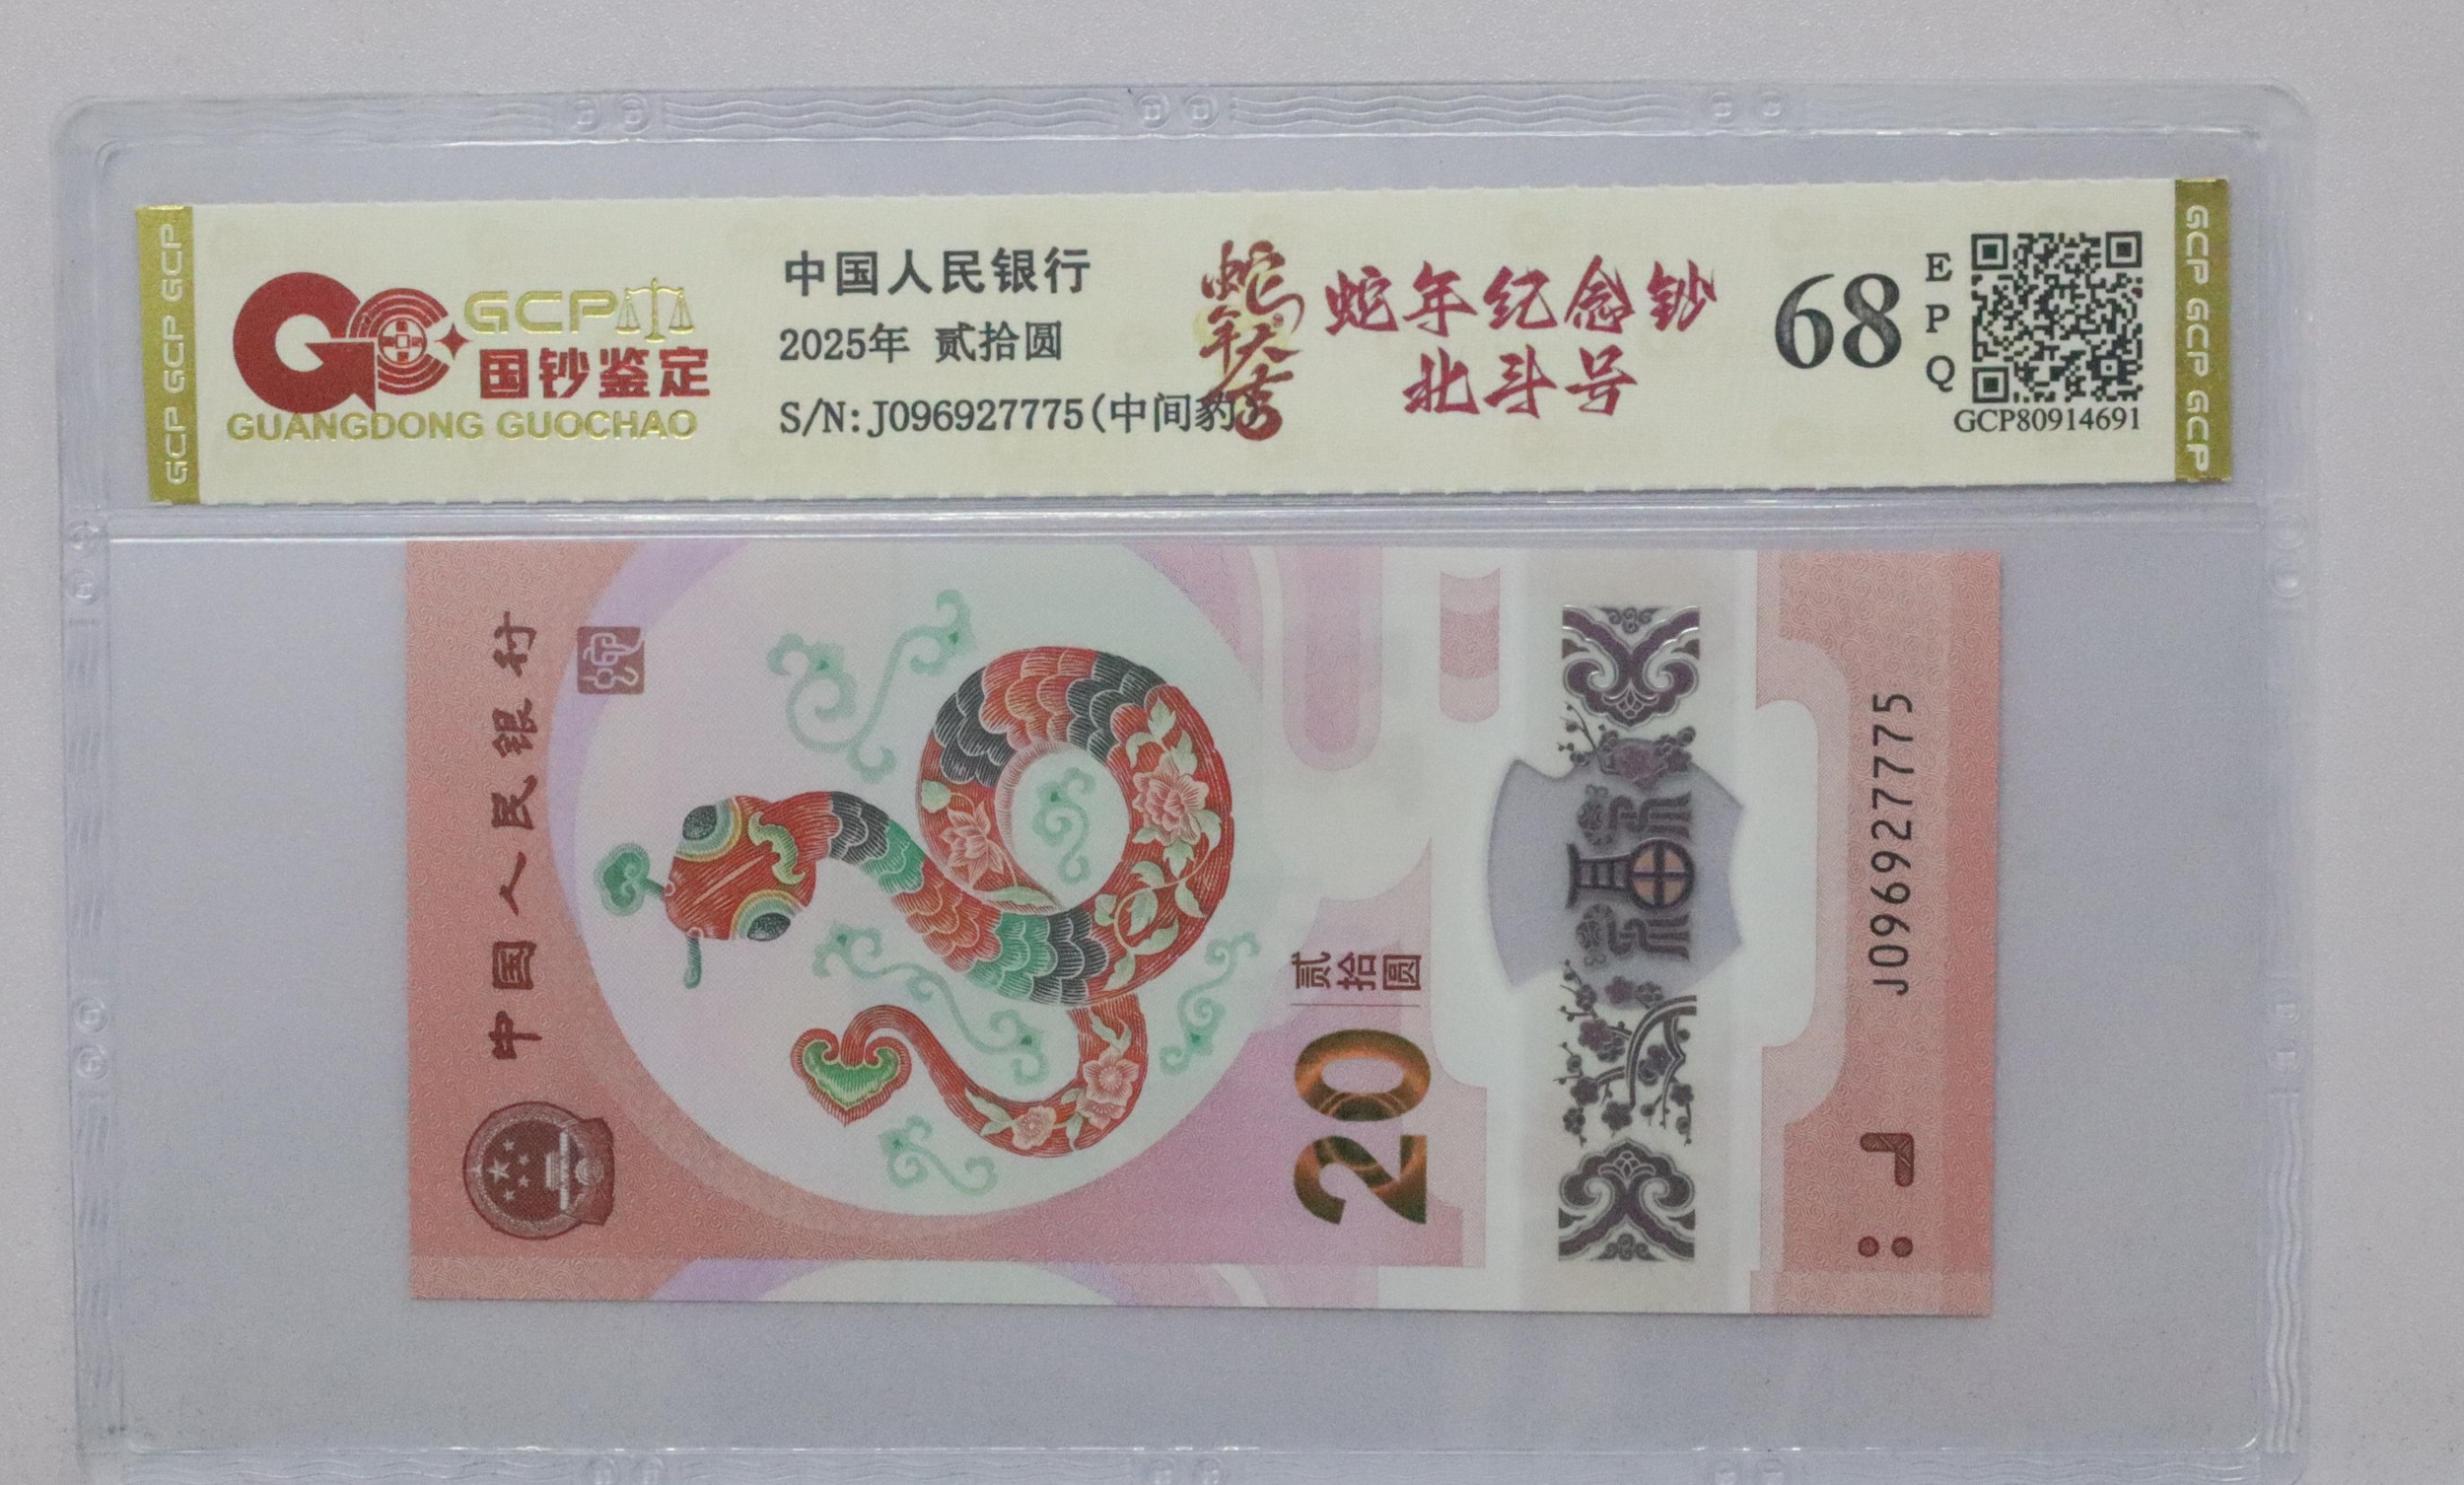 GCP GCP GCP
GCP
国钞鉴定
GUANGDONG GUOCHAO
中国人民银行
2025年 贰拾圆
S/N:J096927775(中间豹)
蛇年大吉
蛇年纪念钞
北斗号
68
EPQ
GCP80914691
GCP GCP GCP
中国人民银行
20
贰拾圆
福
J096927775